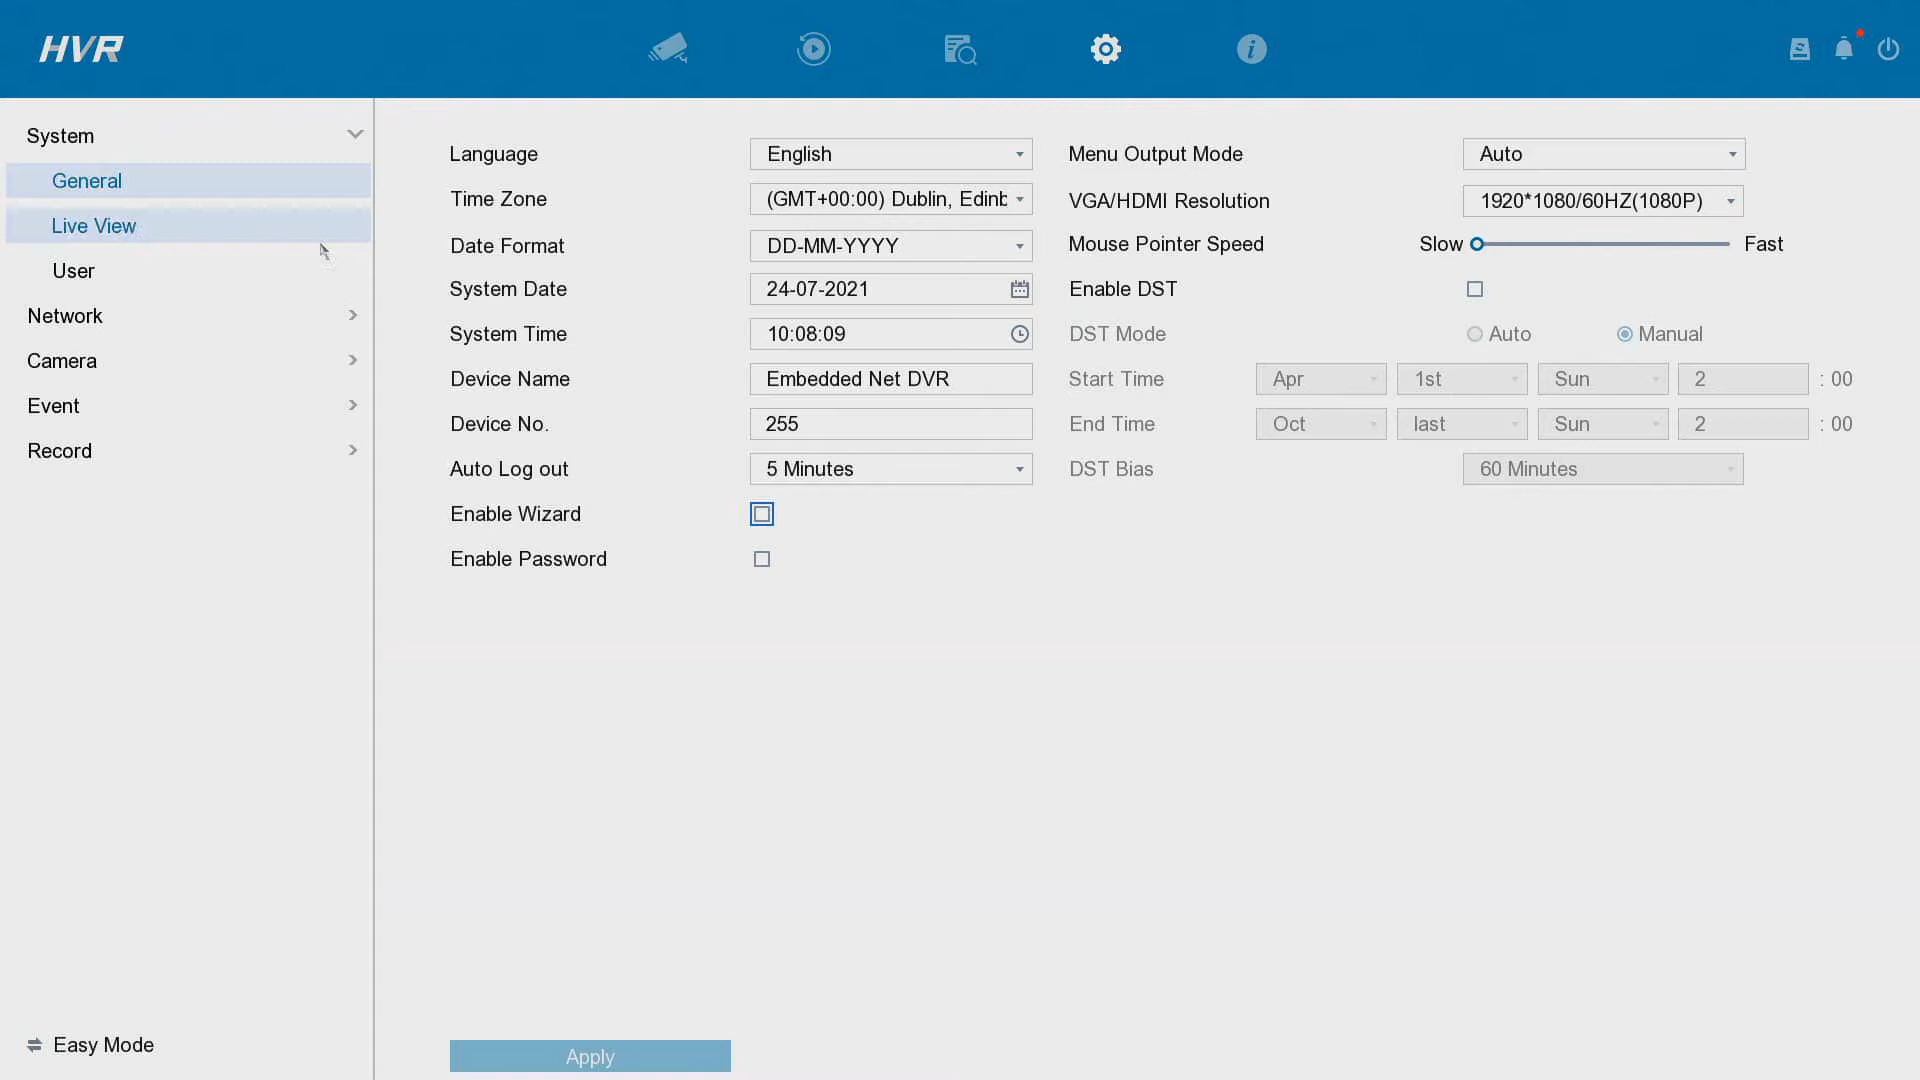 HVR
System
General
Live View
User
Network
Camera
Event
Record
Easy Mode
Language English
Time Zone (GMT+00:00) Dublin, Edinb
Date Format DD-MM-YYYY
System Date 24-07-2021
System Time 10:08:09
Device Name Embedded Net DVR
Device No. 255
Auto Log out 5 Minutes
Enable Wizard
Enable Password
Menu Output Mode Auto
VGA/HDMI Resolution 1920*1080/60HZ(1080P)
Mouse Pointer Speed Slow Fast
Enable DST
DST Mode Auto Manual
Start Time Apr 1st Sun 2 : 00
End Time Oct last Sun 2 : 00
DST Bias 60 Minutes
Apply